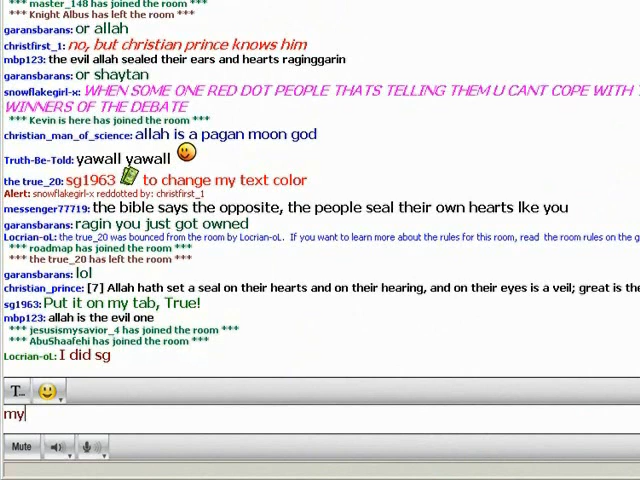 *** master_148 has joined the room ***
*** Knight Albus has left the room ***
garansbarans: or allah
christfirst_1: no, but christian prince knows him
mbp123: the evil allah sealed their ears and hearts raginggarin
garansbarans: or shaytan
snowflakegirl-x: WHEN SOME ONE RED DOT PEOPLE THATS TELLING THEM U CANT COPE WITH
WINNERS OF THE DEBATE
*** Kevin is here has joined the room ***
christian_man_of_science: allah is a pagan moon god
Truth-Be-Told: yawall yawall
the true_20: sg1963 to change my text color
Alert: snowflakegirl-x reddotted by: christfirst_1
messenger77719: the bible says the opposite, the people seal their own hearts lke you
garansbarans: ragin you just got owned
Locrian-oL: the true_20 was bounced from the room by Locrian-oL. If you want to learn more about the rules for this room, read the room rules on the
*** roadmap has joined the room ***
*** the true_20 has left the room ***
garansbarans: lol
christian_prince: [7] Allah hath set a seal on their hearts and on their hearing, and on their eyes is a veil; great is
sg1963: Put it on my tab, True!
mbp123: allah is the evil one
*** jesusismysavior_4 has joined the room ***
*** AbuShaafehi has joined the room ***
Locrian-oL: I did sg
T...
my
Mute